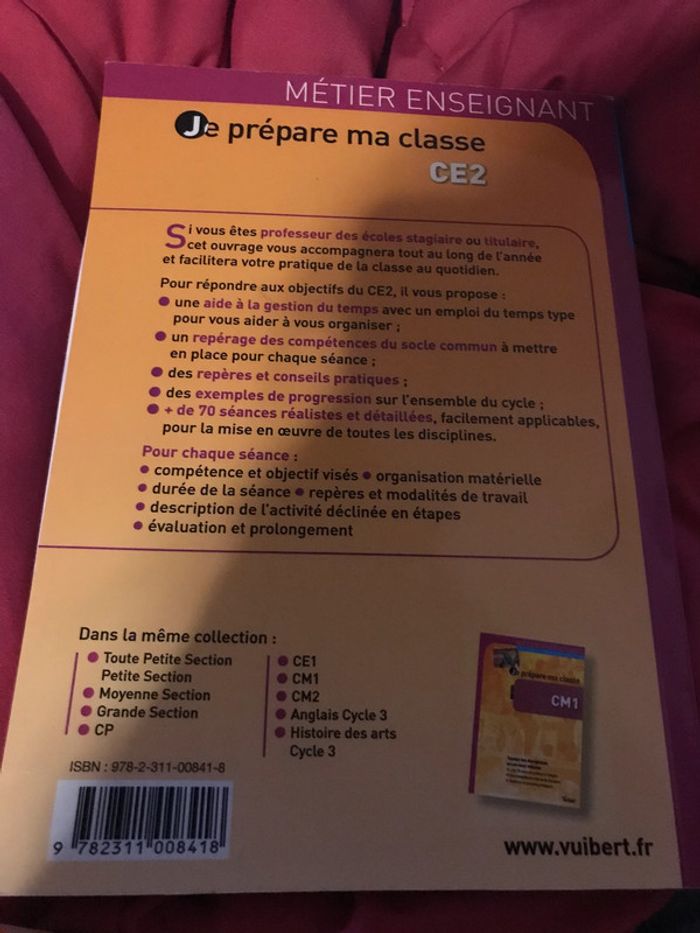 MÉTIER ENSEIGNANT
Je prépare ma classe
CE2
Si vous êtes professeur des écoles stagiaire ou titulaire,
cet ouvrage vous accompagnera tout au long de l'année
et facilitera votre pratique de la classe au quotidien.
Pour répondre aux objectifs du CE2, il vous propose :
● une aide à la gestion du temps avec un emploi du temps type
pour vous aider à vous organiser ;
● un repérage des compétences du socle commun à mettre
en place pour chaque séance ;
● des repères et conseils pratiques ;
● des exemples de progression sur l'ensemble du cycle ;
● + de 70 séances réalistes et détaillées, facilement applicables,
pour la mise en œuvre de toutes les disciplines.
Pour chaque séance :
● compétence et objectif visés ● organisation matérielle
● durée de la séance ● repères et modalités de travail
● description de l'activité déclinée en étapes
● évaluation et prolongement
Dans la même collection :
● Toute Petite Section
Petite Section
● Moyenne Section
● Grande Section
● CP
● CE1
● CM1
● CM2
● Anglais Cycle 3
● Histoire des arts
Cycle 3
Je prépare ma classe
CM1
ISBN : 978-2-311-00841-8
9 782311 008418
www.vuibert.fr